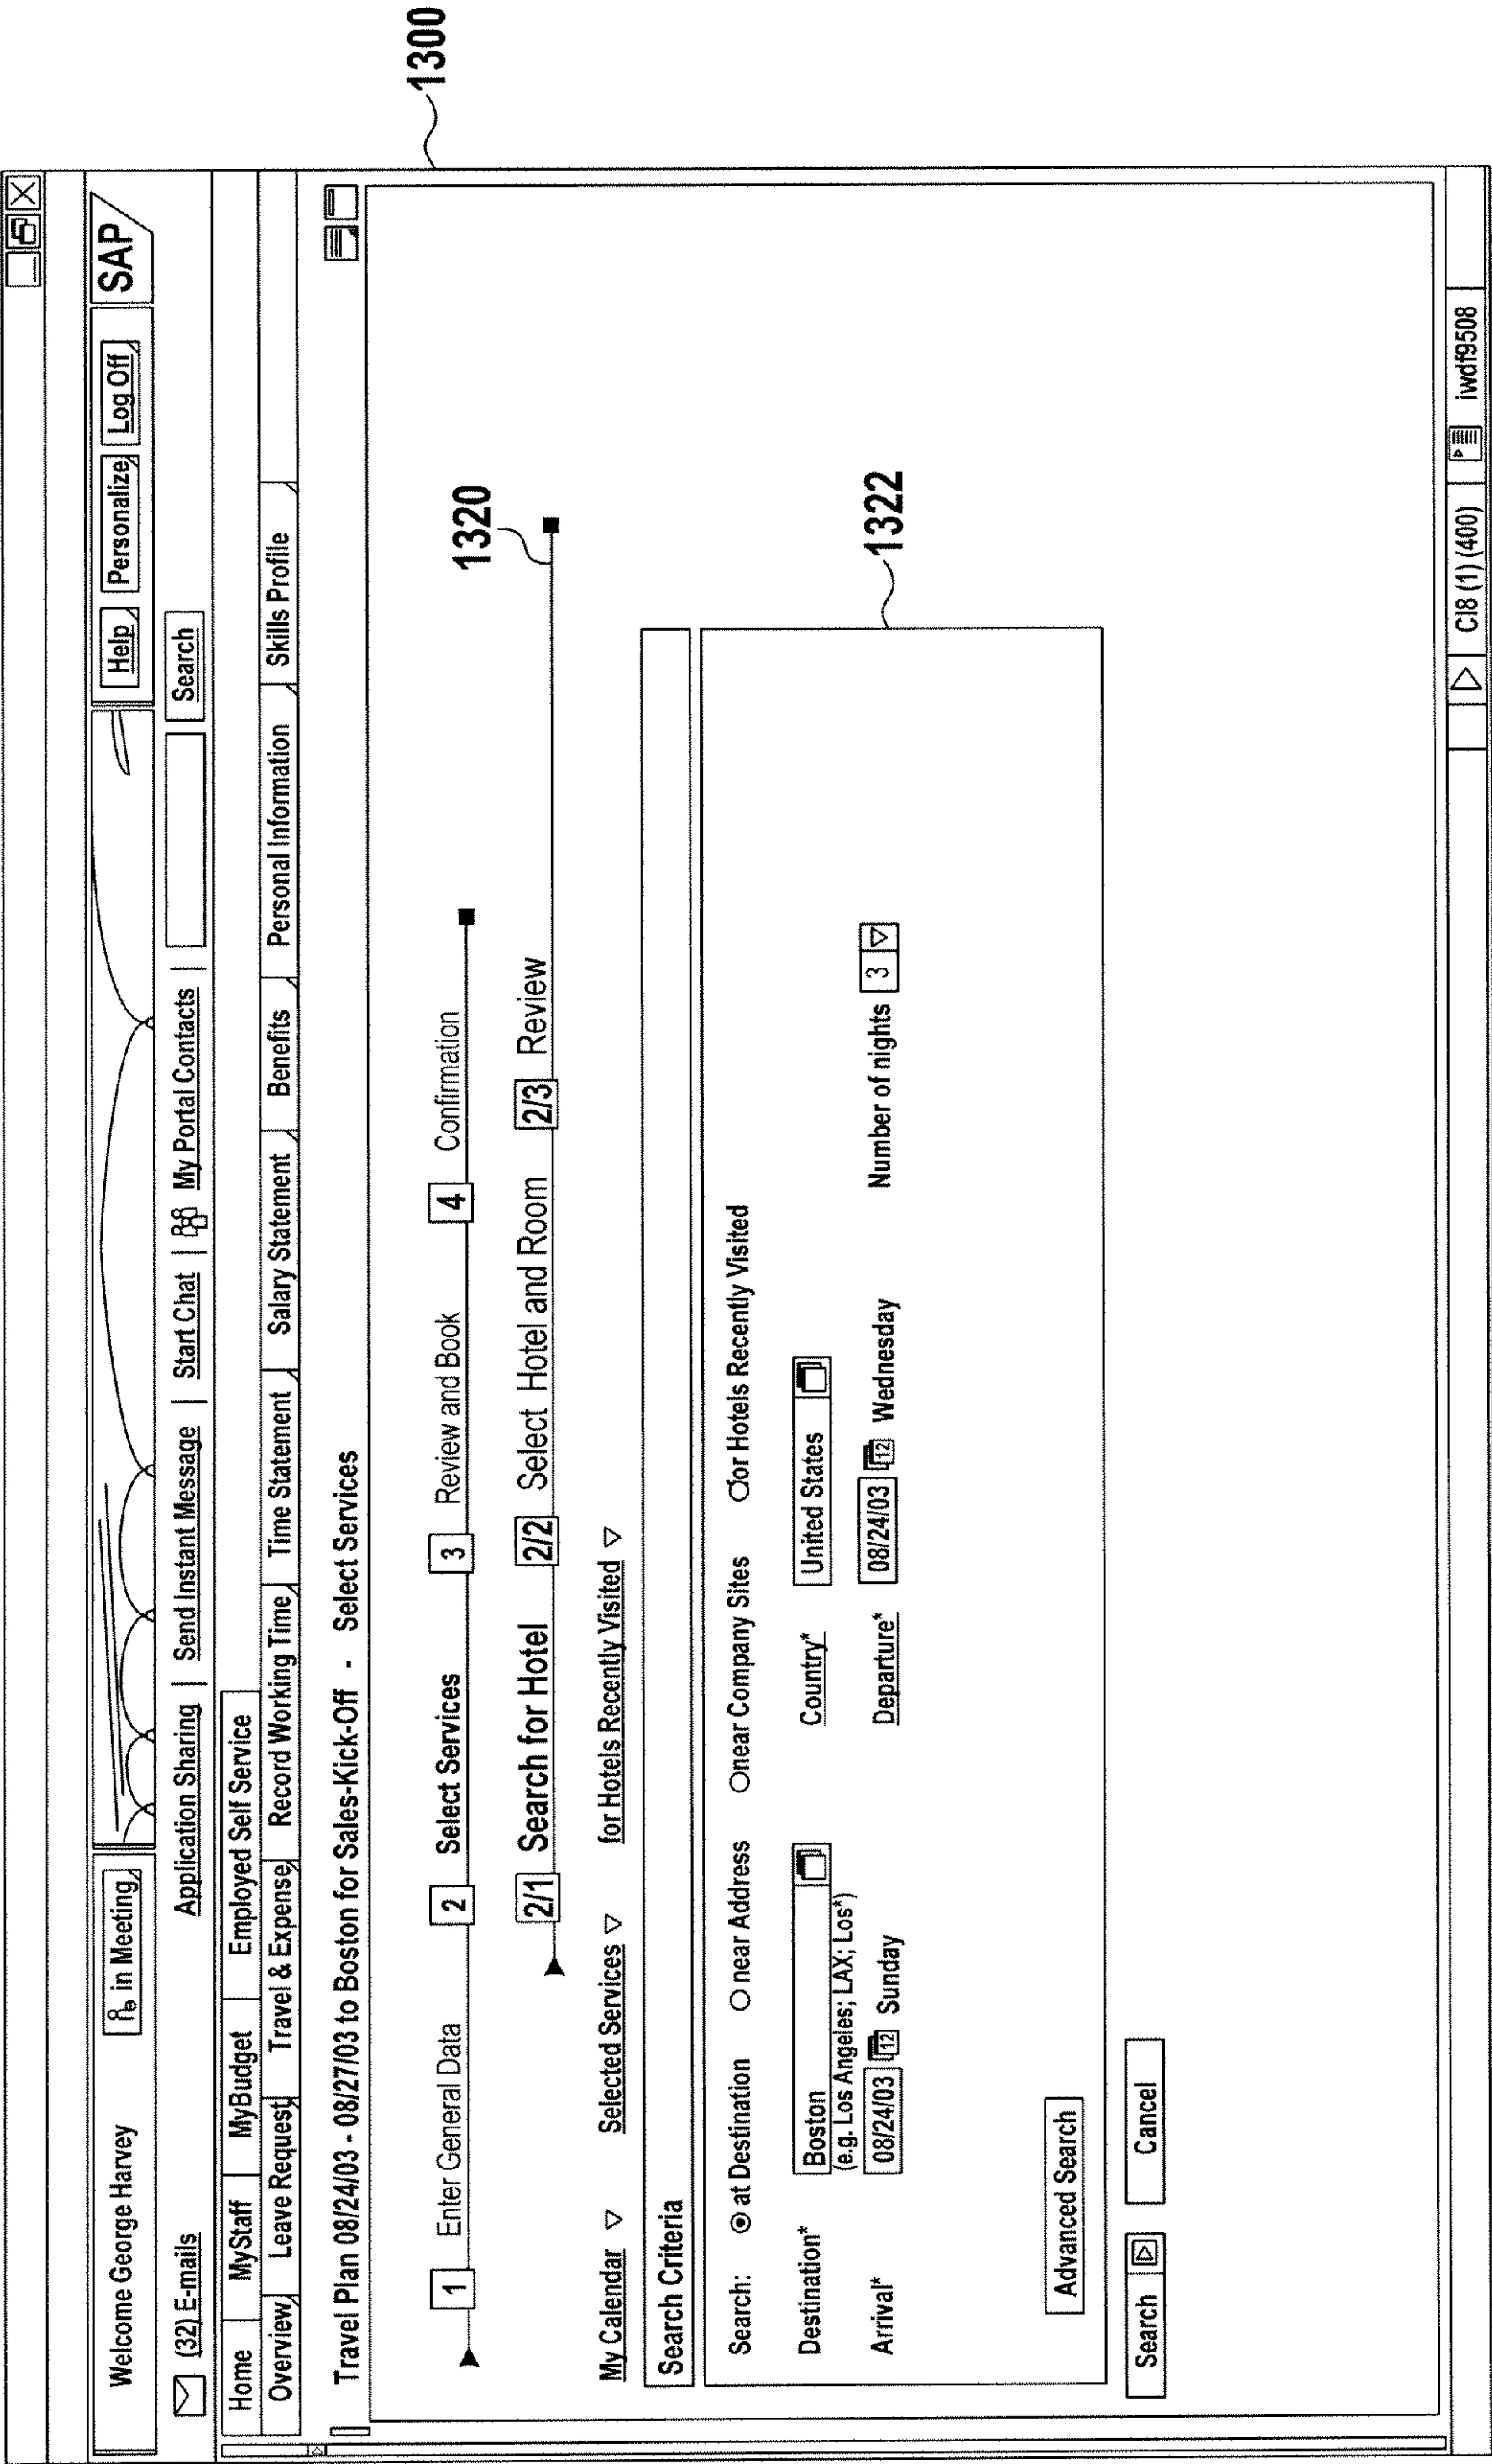 1300
Welcome George Harvey in Meeting Help Personalize Log Off SAP
(32) E-mails Application Sharing | Send Instant Message | Start Chat | My Portal Contacts | Search
Home MyStaff MyBudget Employed Self Service
Overview Leave Request Travel & Expense Record Working Time Time Statement Salary Statement Benefits Personal Information Skills Profile
Travel Plan 08/24/03 - 08/27/03 to Boston for Sales-Kick-Off - Select Services
1 Enter General Data 2 Select Services 3 Review and Book 4 Confirmation
1320
2/1 Search for Hotel 2/2 Select Hotel and Room 2/3 Review
My Calendar Selected Services for Hotels Recently Visited
Search Criteria
Search: at Destination near Address near Company Sites for Hotels Recently Visited
Destination* Boston Country* United States
(e.g. Los Angeles; LAX; Los*)
Arrival* 08/24/03 12 Sunday Departure* 08/24/03 12 Wednesday Number of nights 3
1322
Advanced Search
Search Cancel
CI8 (1) (400) iwdf9508